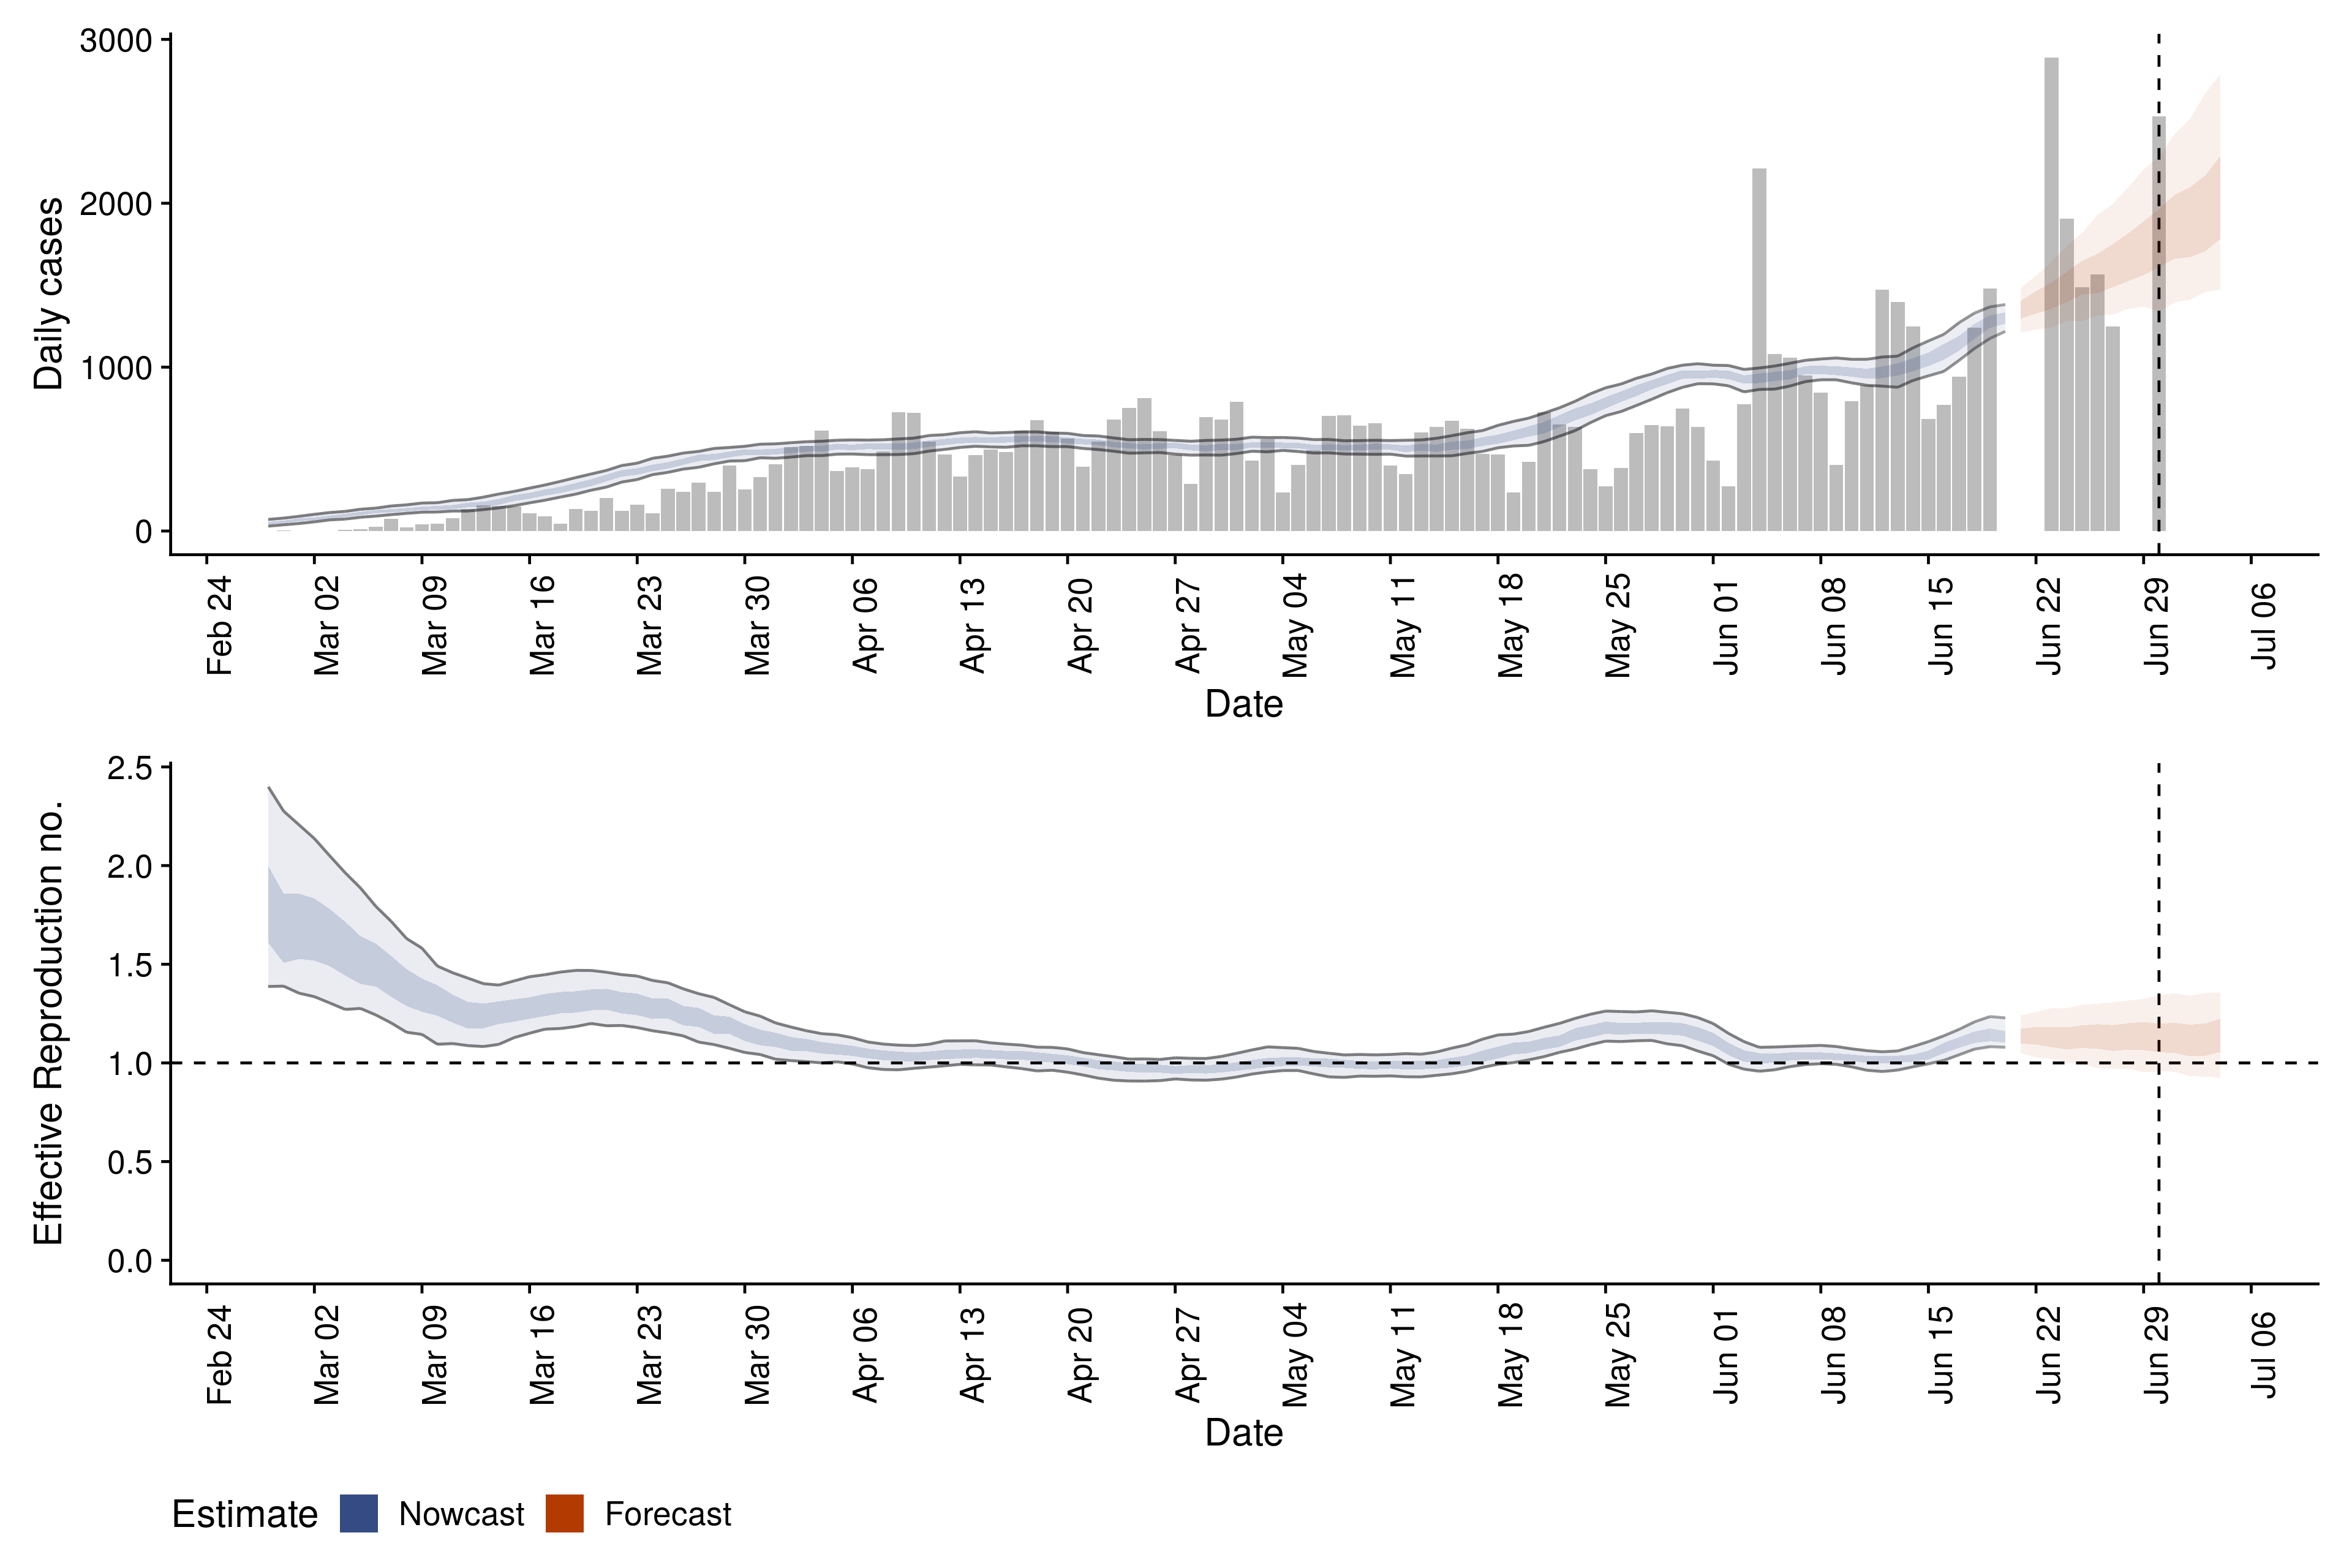 3000
2000
1000
0
Daily cases
Feb 24
Mar 02
Mar 09
Mar 16
Mar 23
Mar 30
Apr 06
Apr 13
Apr 20
Apr 27
May 04
May 11
May 18
May 25
Jun 01
Jun 08
Jun 15
Jun 22
Jun 29
Jul 06
Date
2.5
2.0
1.5
1.0
0.5
0.0
Effective Reproduction no.
Feb 24
Mar 02
Mar 09
Mar 16
Mar 23
Mar 30
Apr 06
Apr 13
Apr 20
Apr 27
May 04
May 11
May 18
May 25
Jun 01
Jun 08
Jun 15
Jun 22
Jun 29
Jul 06
Date
Estimate Nowcast Forecast